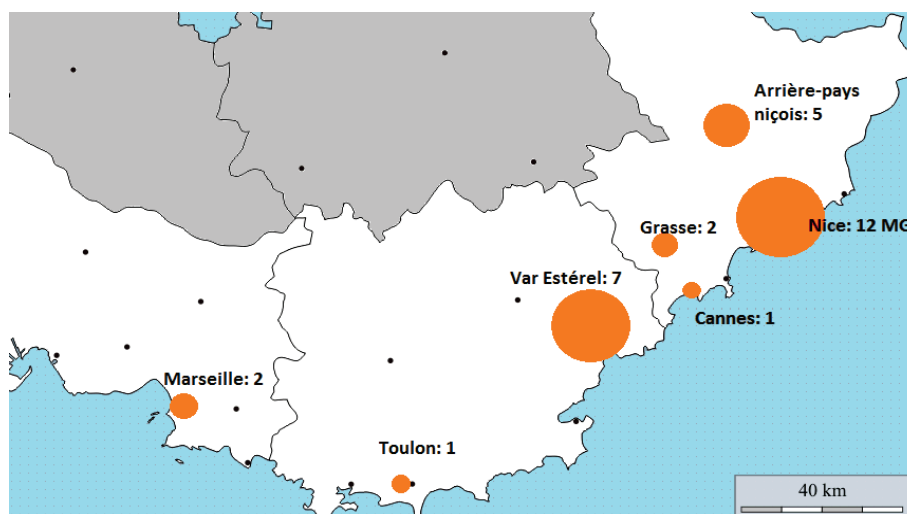 Arrière-pays
niçois: 5
Grasse: 2
Nice: 12 MG
Var Estérel: 7
Cannes: 1
Marseille: 2
Toulon: 1
40 km